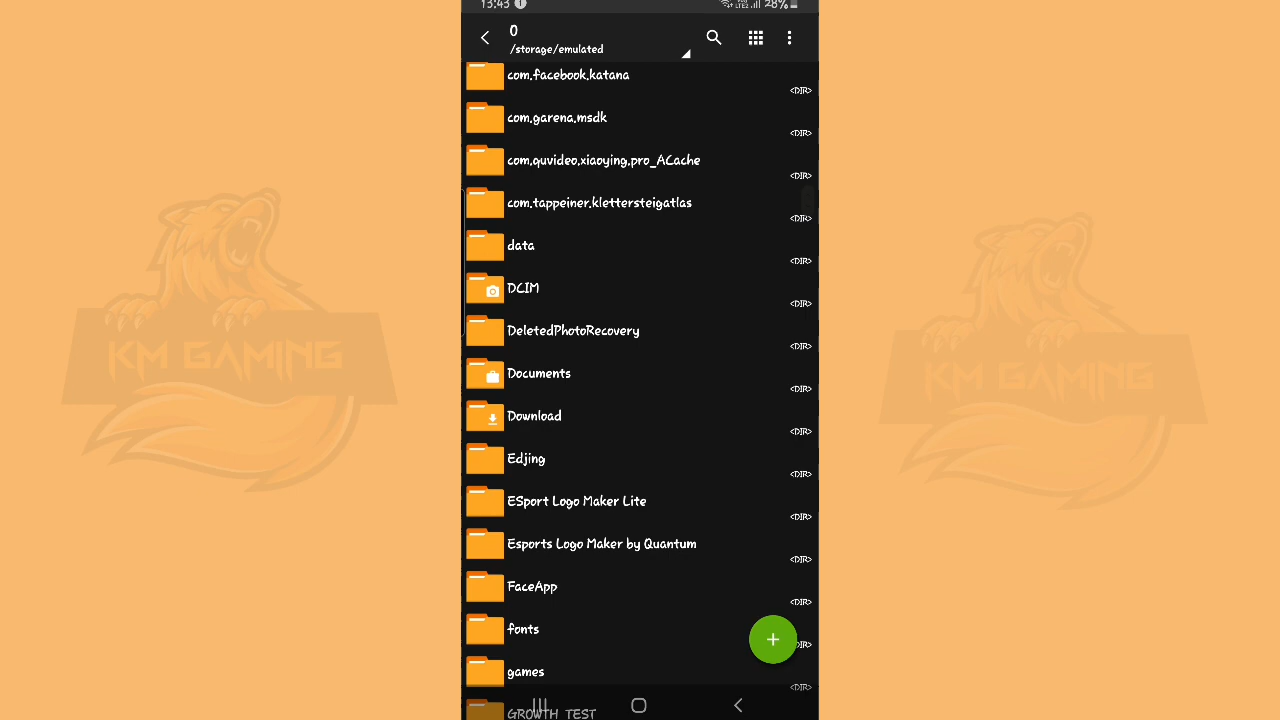 13:43
28%
0
/storage/emulated
com.facebook.katana
<DIR>
com.garena.msdk
<DIR>
com.quvideo.xiaoying.pro_ACache
<DIR>
com.tappeiner.klettersteigatlas
<DIR>
data
<DIR>
DCIM
<DIR>
DeletedPhotoRecovery
<DIR>
Documents
<DIR>
Download
<DIR>
Edjing
<DIR>
ESport Logo Maker Lite
<DIR>
Esports Logo Maker by Quantum
<DIR>
FaceApp
<DIR>
fonts
DIR>
games
<DIR>
GROWTH TEST
KM GAMING
KM GAMING